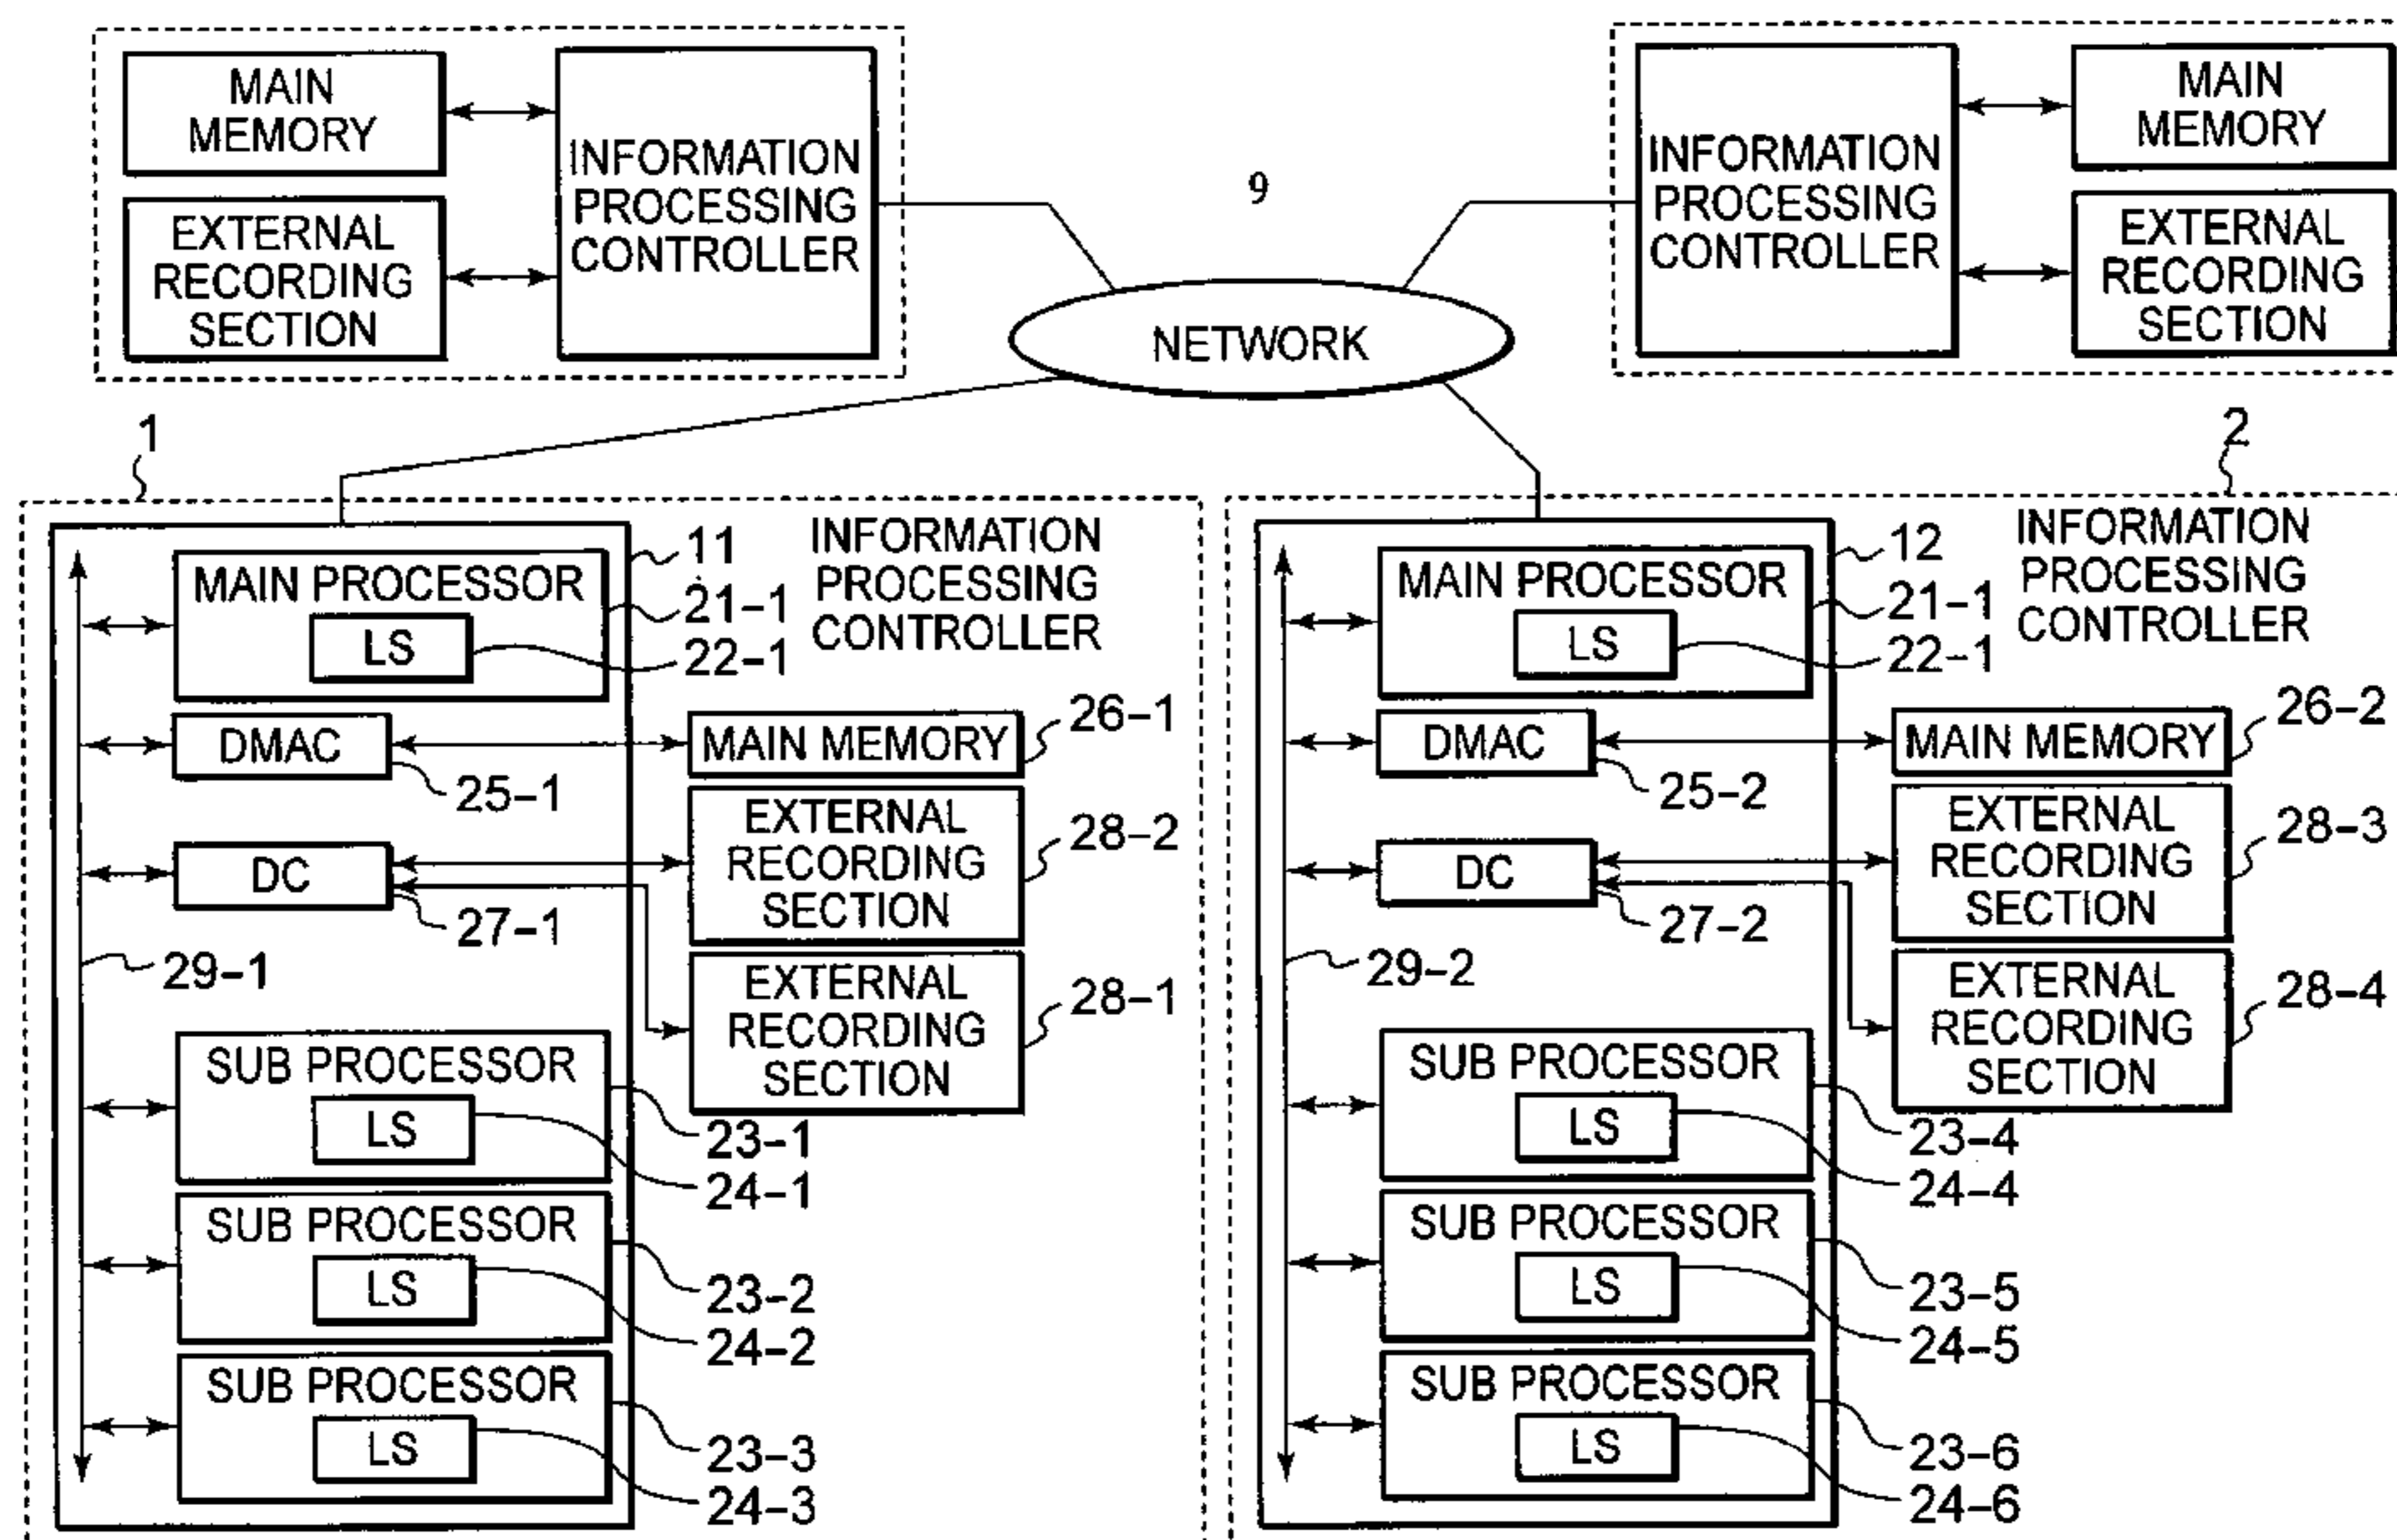 MAIN
MEMORY
EXTERNAL
RECORDING
SECTION
INFORMATION
PROCESSING
CONTROLLER
9
NETWORK
INFORMATION
PROCESSING
CONTROLLER
MAIN
MEMORY
EXTERNAL
RECORDING
SECTION
1
11
INFORMATION
PROCESSING
CONTROLLER
MAIN PROCESSOR
LS
21-1
22-1
DMAC
25-1
MAIN MEMORY
26-1
DC
27-1
EXTERNAL
RECORDING
SECTION
28-2
29-1
EXTERNAL
RECORDING
SECTION
28-1
SUB PROCESSOR
LS
23-1
24-1
SUB PROCESSOR
LS
23-2
24-2
SUB PROCESSOR
LS
23-3
24-3
2
12
INFORMATION
PROCESSING
CONTROLLER
MAIN PROCESSOR
LS
21-1
22-1
DMAC
25-2
MAIN MEMORY
26-2
DC
27-2
EXTERNAL
RECORDING
SECTION
28-3
29-2
EXTERNAL
RECORDING
SECTION
28-4
SUB PROCESSOR
LS
23-4
24-4
SUB PROCESSOR
LS
23-5
24-5
SUB PROCESSOR
LS
23-6
24-6